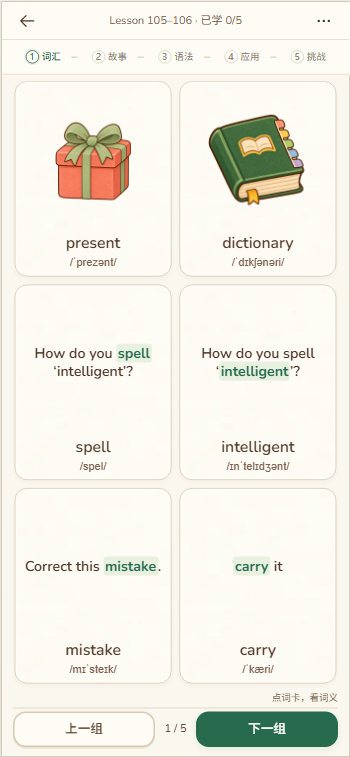 Lesson 105–106 · 已学 0/5
1 词汇 – 2 故事 – 3 语法 – 4 应用 – 5 挑战
present
/ˈprezənt/
dictionary
/ˈdɪkʃənəri/
How do you spell
‘intelligent’?
spell
/spel/
How do you spell
‘intelligent’?
intelligent
/ɪnˈtelɪdʒənt/
Correct this mistake.
mistake
/mɪˈsteɪk/
carry it
carry
/ˈkæri/
点词卡，看词义
上一组
1 / 5
下一组